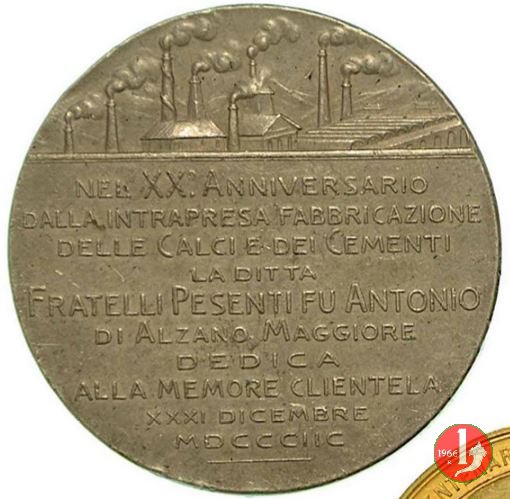 NEL XX° ANNIVERSARIO
DALLA INTRAPRESA FABBRICAZIONE
DELLE CALCI E DEI CEMENTI
LA DITTA
FRATELLI PESENTI FU ANTONIO
DI ALZANO MAGGIORE
DEDICA
ALLA MEMORE CLIENTELA
XXXI DICEMBRE
MDCCCIIC
1966